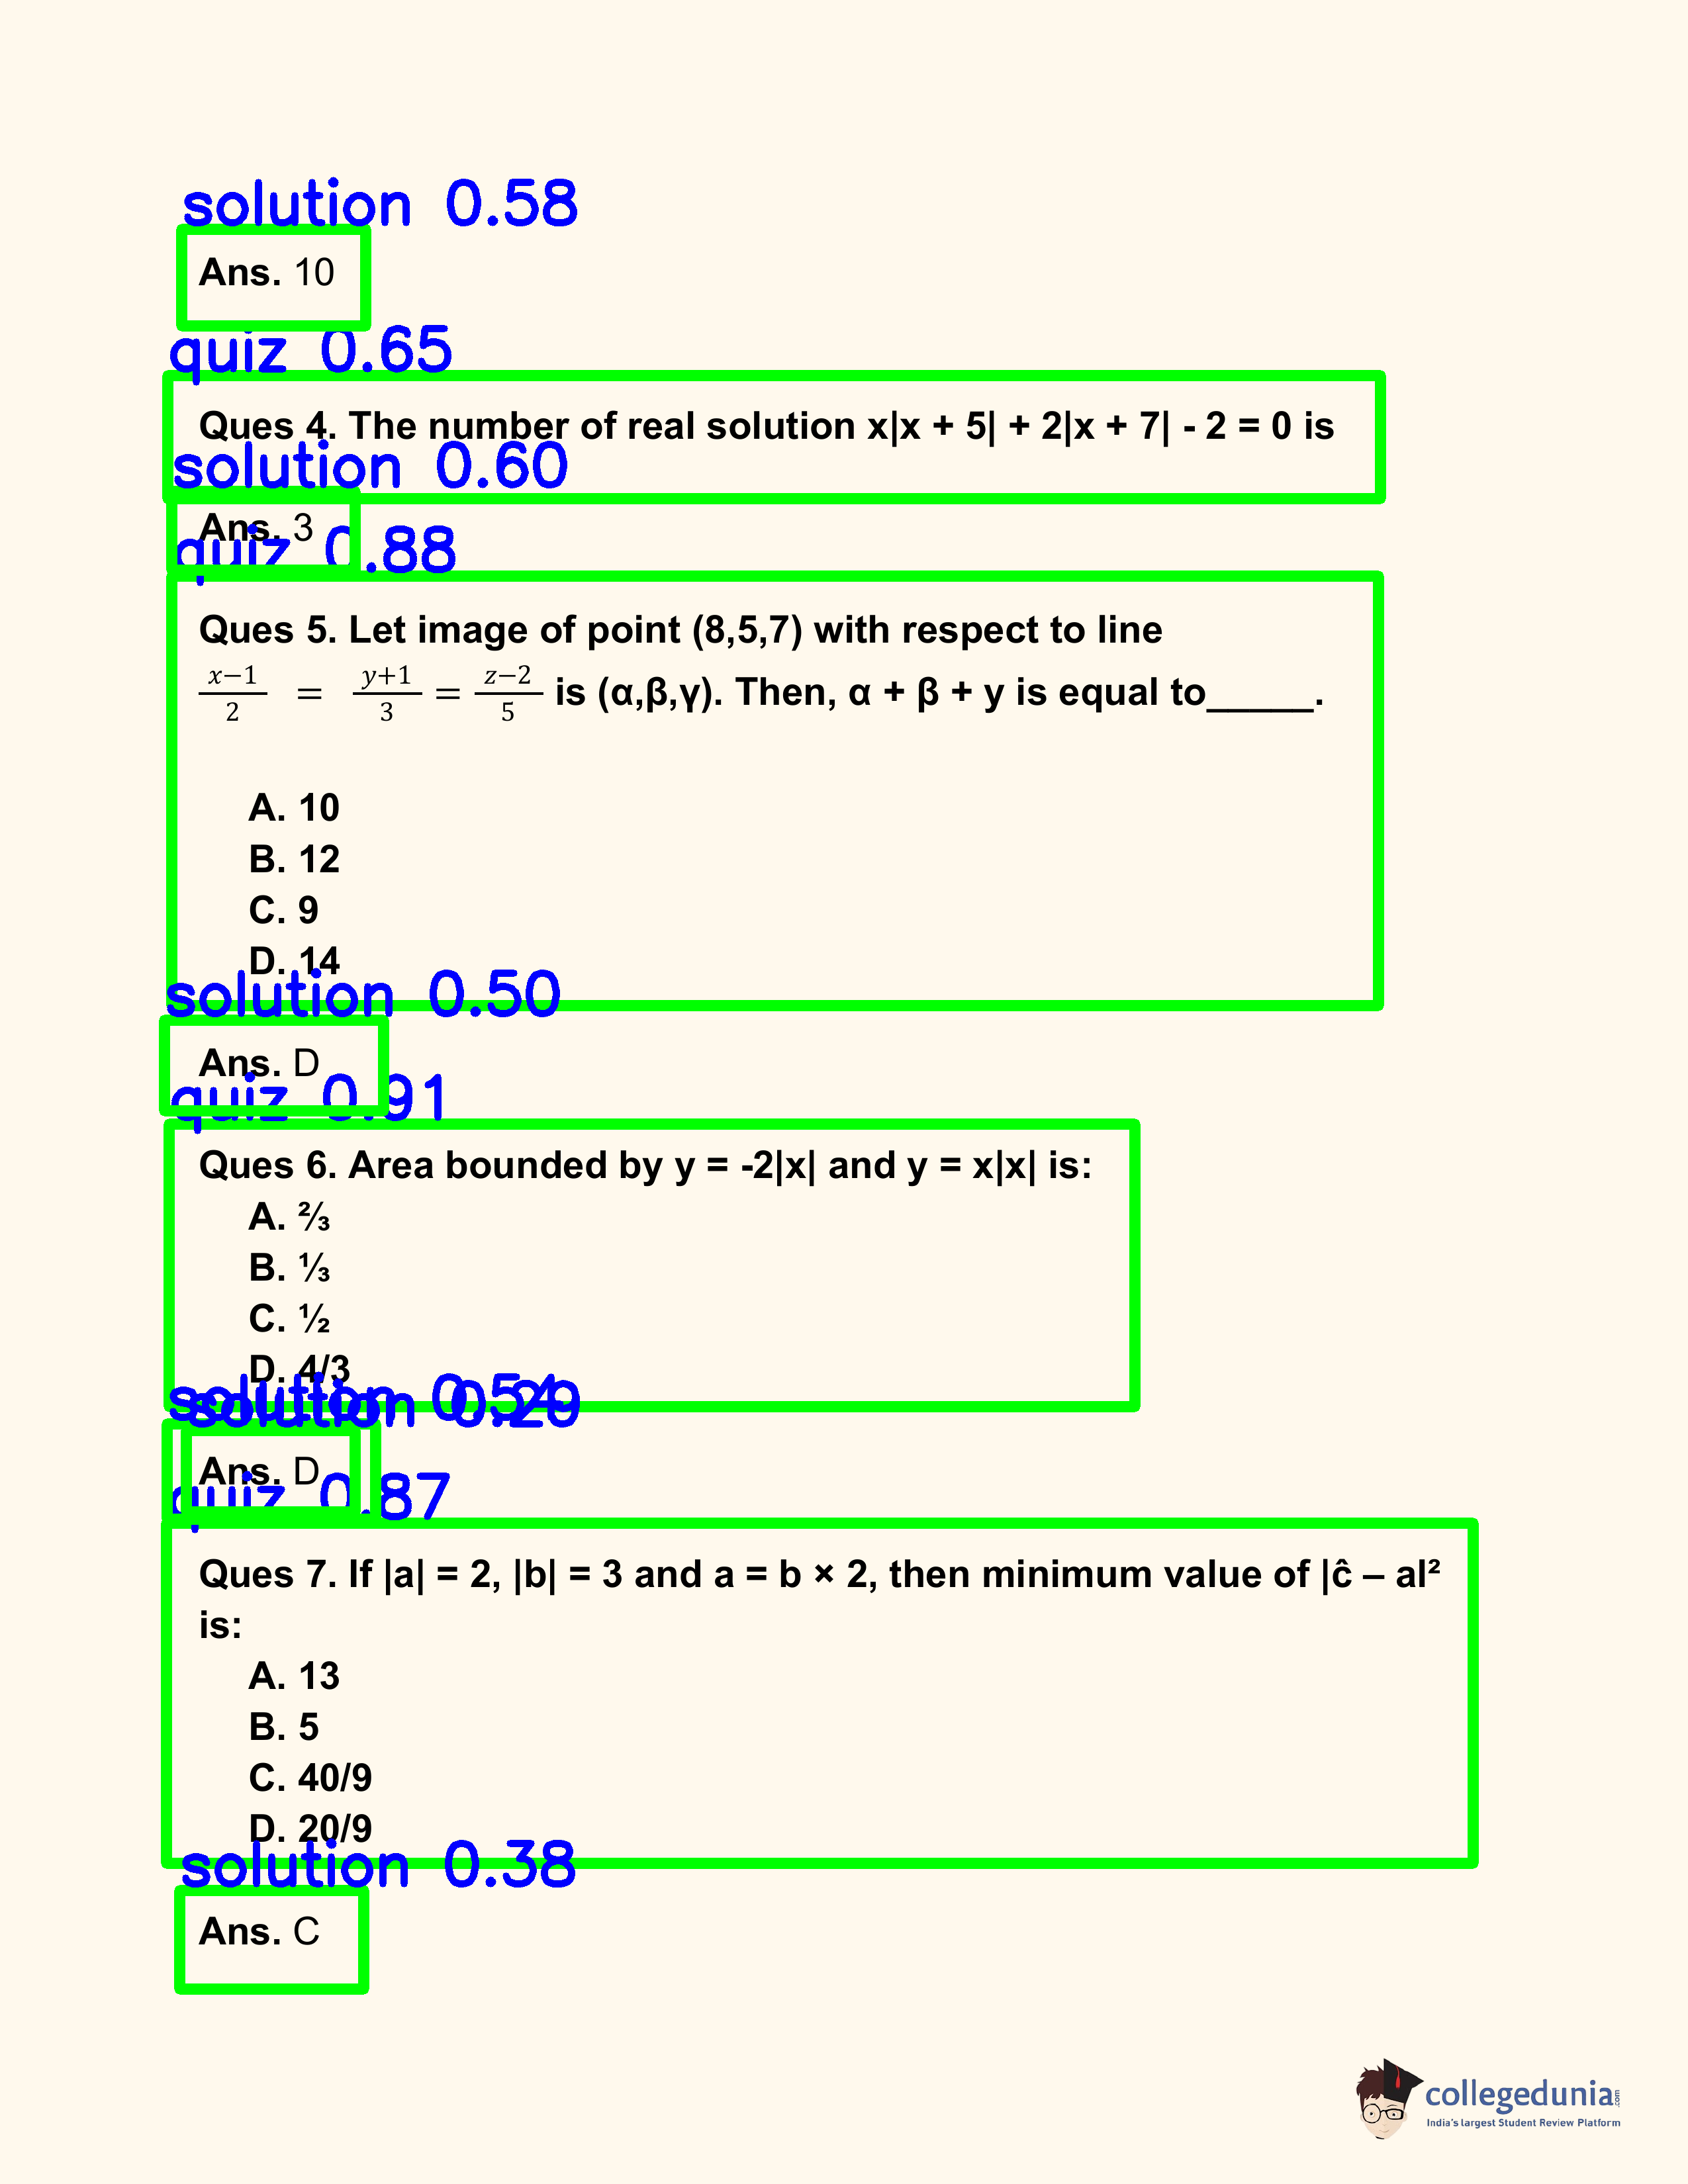 solution 0.58
Ans. 10
quiz 0.65
Ques 4. The number of real solution x|x + 5| + 2|x + 7| - 2 = 0 is
solution 0.60
Ans. 3
quiz 0.88
Ques 5. Let image of point (8,5,7) with respect to line
x−1/2 = y+1/3 = z−2/5 is (α,β,γ). Then, α + β + y is equal to_____.
A. 10
B. 12
C. 9
D. 14
solution 0.50
Ans. D
quiz 0.91
Ques 6. Area bounded by y = -2|x| and y = x|x| is:
A. ⅔
B. ⅓
C. ½
D. 4/3
solution 0.54
solution 0.29
Ans. D
quiz 0.87
Ques 7. If |a| = 2, |b| = 3 and a = b × 2, then minimum value of |ĉ – al²
is:
A. 13
B. 5
C. 40/9
D. 20/9
solution 0.38
Ans. C
collegedunia.com
India's largest Student Review Platform